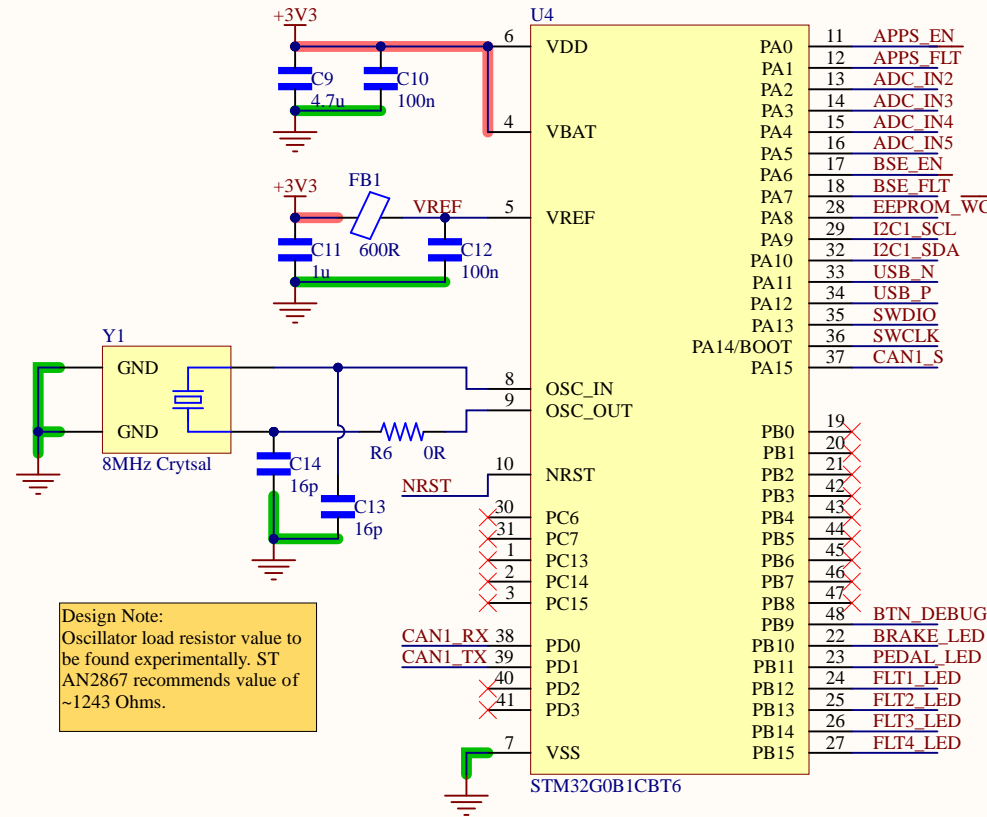 U4
+3V3
C9
4.7u
C10
100n
6 VDD
4 VBAT
+3V3
FB1
600R
VREF
C11
1u
C12
100n
5 VREF
Y1
GND
GND
8MHz Crytsal
8 OSC_IN
9 OSC_OUT
R6 0R
C14
16p
C13
16p
NRST
10 NRST
30 PC6
31 PC7
1 PC13
2 PC14
3 PC15
CAN1_RX 38 PD0
CAN1_TX 39 PD1
40 PD2
41 PD3
7 VSS
PA0 11 APPS_EN
PA1 12 APPS_FLT
PA2 13 ADC_IN2
PA3 14 ADC_IN3
PA4 15 ADC_IN4
PA5 16 ADC_IN5
PA6 17 BSE_EN
PA7 18 BSE_FLT
PA8 28 EEPROM_WC
PA9 29 I2C1_SCL
PA10 32 I2C1_SDA
PA11 33 USB_N
PA12 34 USB_P
PA13 35 SWDIO
PA14/BOOT 36 SWCLK
PA15 37 CAN1_S
PB0 19
PB1 20
PB2 21
PB3 42
PB4 43
PB5 44
PB6 45
PB7 46
PB8 47
PB9 48 BTN_DEBUG
PB10 22 BRAKE_LED
PB11 23 PEDAL_LED
PB12 24 FLT1_LED
PB13 25 FLT2_LED
PB14 26 FLT3_LED
PB15 27 FLT4_LED
STM32G0B1CBT6
Design Note:
Oscillator load resistor value to
be found experimentally. ST
AN2867 recommends value of
~1243 Ohms.